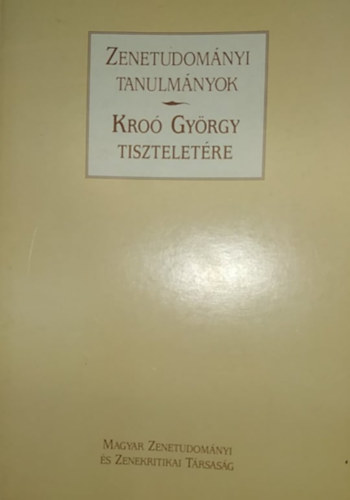 ZENETUDOMÁNYI
TANULMÁNYOK
KROÓ GYÖRGY
TISZTELETÉRE
MAGYAR ZENETUDOMÁNYI
ÉS ZENEKRITIKAI TÁRSASÁG